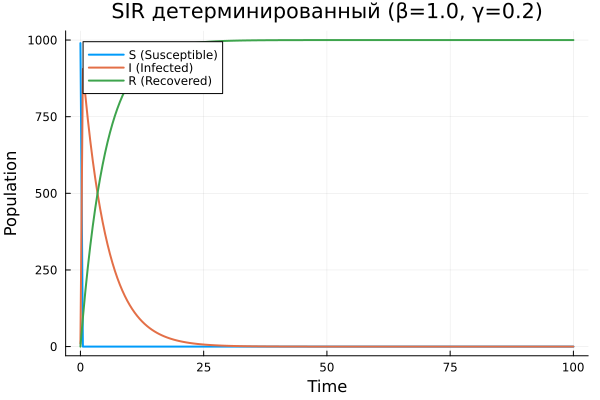 SIR детерминированный (β=1.0, γ=0.2)
1000
750
500
250
0
Population
S (Susceptible)
I (Infected)
R (Recovered)
0
25
50
75
100
Time